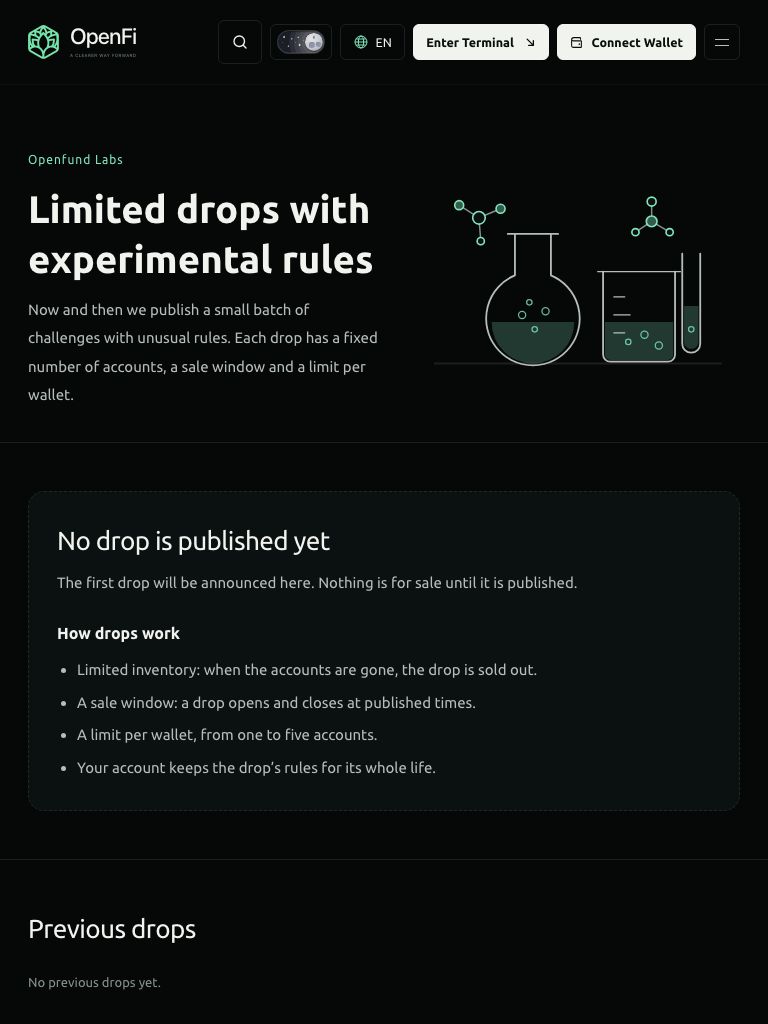 OpenFi
A CLEARER WAY FORWARD
EN
Enter Terminal
Connect Wallet
Openfund Labs
Limited drops with
experimental rules
Now and then we publish a small batch of
challenges with unusual rules. Each drop has a fixed
number of accounts, a sale window and a limit per
wallet.
No drop is published yet
The first drop will be announced here. Nothing is for sale until it is published.
How drops work
• Limited inventory: when the accounts are gone, the drop is sold out.
• A sale window: a drop opens and closes at published times.
• A limit per wallet, from one to five accounts.
• Your account keeps the drop’s rules for its whole life.
Previous drops
No previous drops yet.